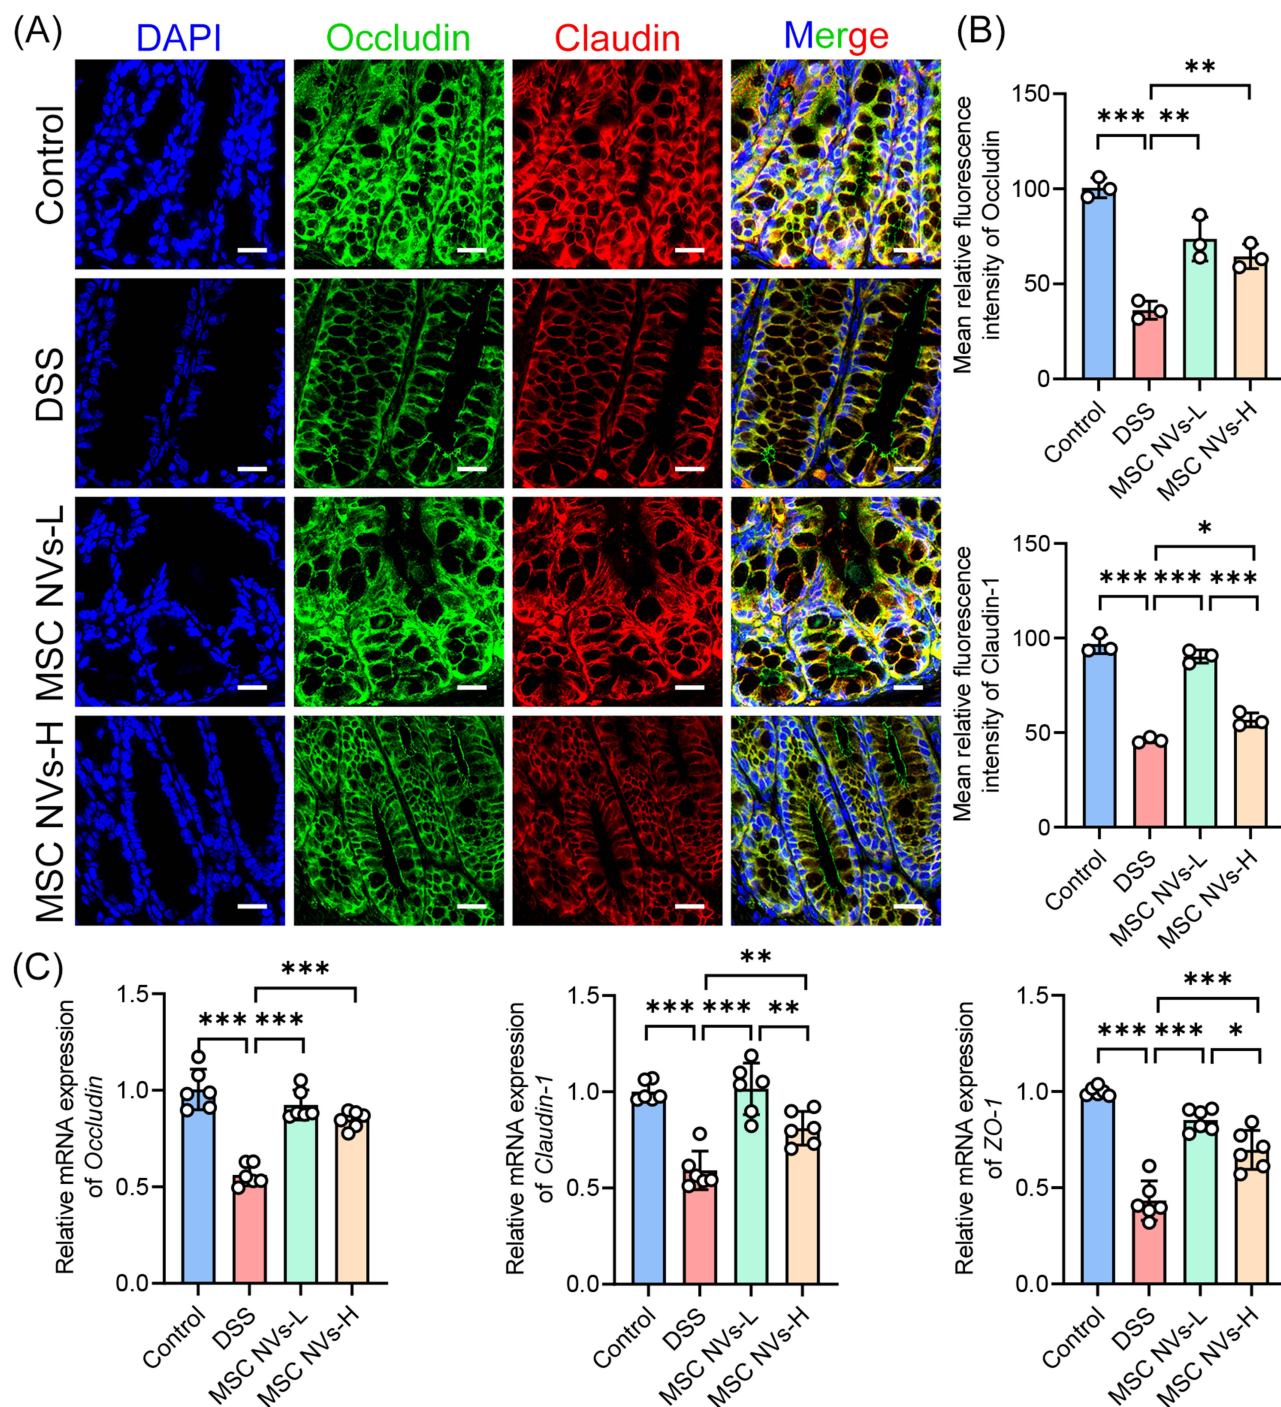 (A)
DAPI Occludin Claudin Merge
Control
DSS
MSC NVs-L
MSC NVs-H
(B)
Mean relative fluorescence
intensity of Occludin
150
100
50
0
*** ** **
Control DSS MSC NVs-L MSC NVs-H
Mean relative fluorescence
intensity of Claudin-1
150
100
50
0
*
*** *** ***
Control DSS MSC NVs-L MSC NVs-H
(C)
Relative mRNA expression
of Occludin
1.5
1.0
0.5
0.0
***
*** ***
Control DSS MSC NVs-L MSC NVs-H
Relative mRNA expression
of Claudin-1
1.5
1.0
0.5
0.0
**
*** *** **
Control DSS MSC NVs-L MSC NVs-H
Relative mRNA expression
of ZO-1
1.5
1.0
0.5
0.0
***
*** *** *
Control DSS MSC NVs-L MSC NVs-H